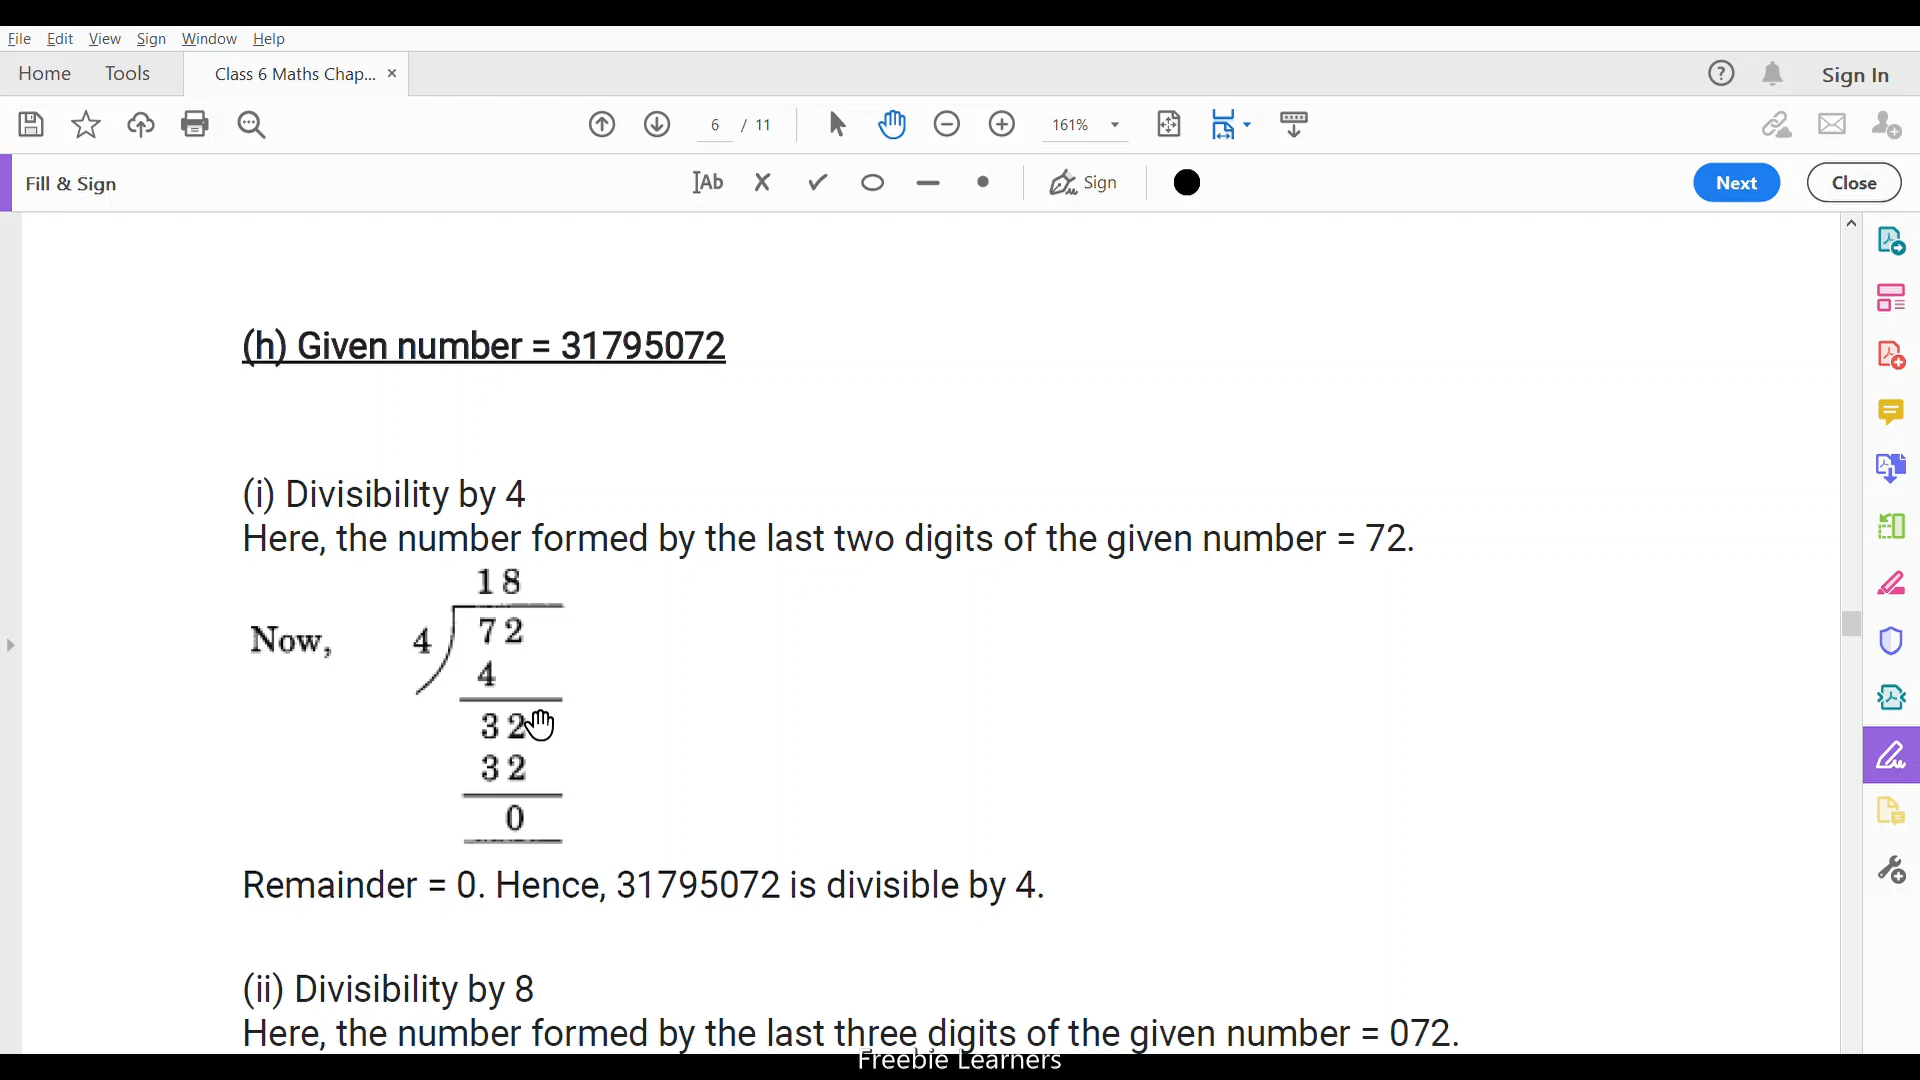 File Edit View Sign Window Help
Home Tools Class 6 Maths Chap... × Sign In
6 / 11 161%
Fill & Sign Ab Sign Next Close
(h) Given number = 31795072
(i) Divisibility by 4
Here, the number formed by the last two digits of the given number = 72.
18
Now, 4 72
4
32
32
0
Remainder = 0. Hence, 31795072 is divisible by 4.
(ii) Divisibility by 8
Here, the number formed by the last three digits of the given number = 072.
Freebie Learners